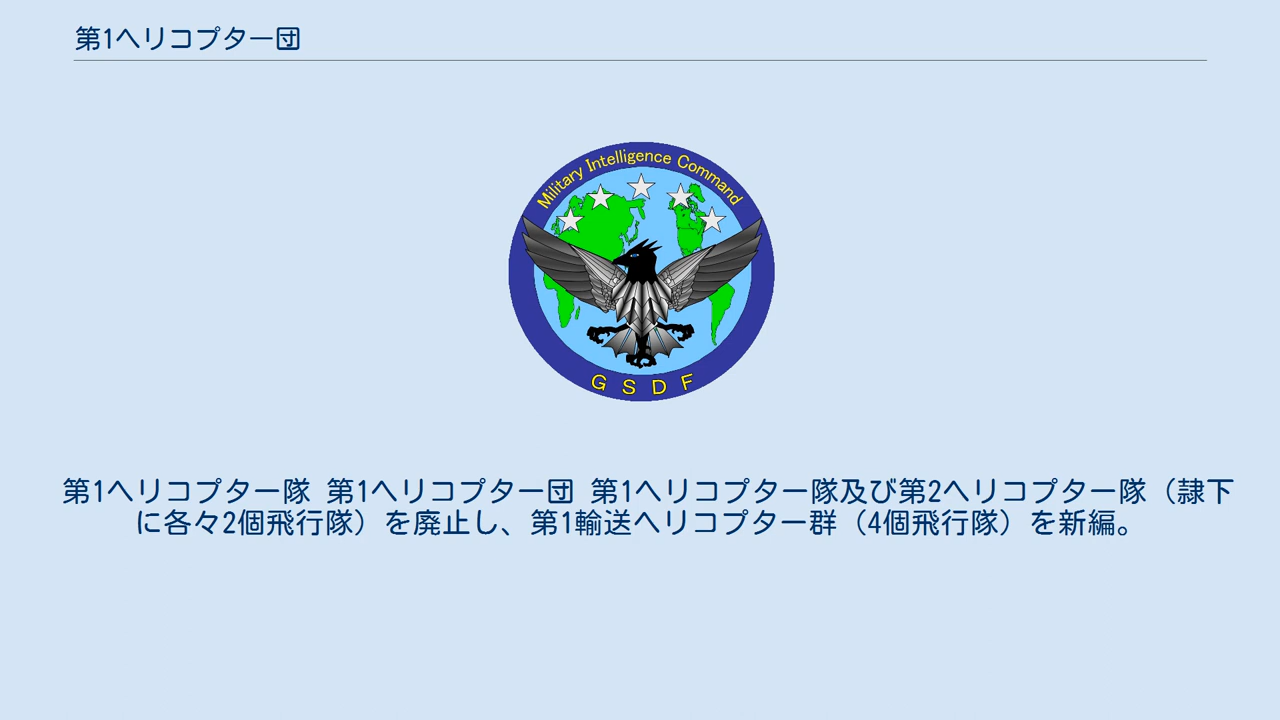 第1ヘリコプター団
Military Intelligence Command
GSDF
第1ヘリコプター隊 第1ヘリコプター団 第1ヘリコプター隊及び第2ヘリコプター隊（隷下
に各々2個飛行隊）を廃止し、第1輸送ヘリコプター群（4個飛行隊）を新編。